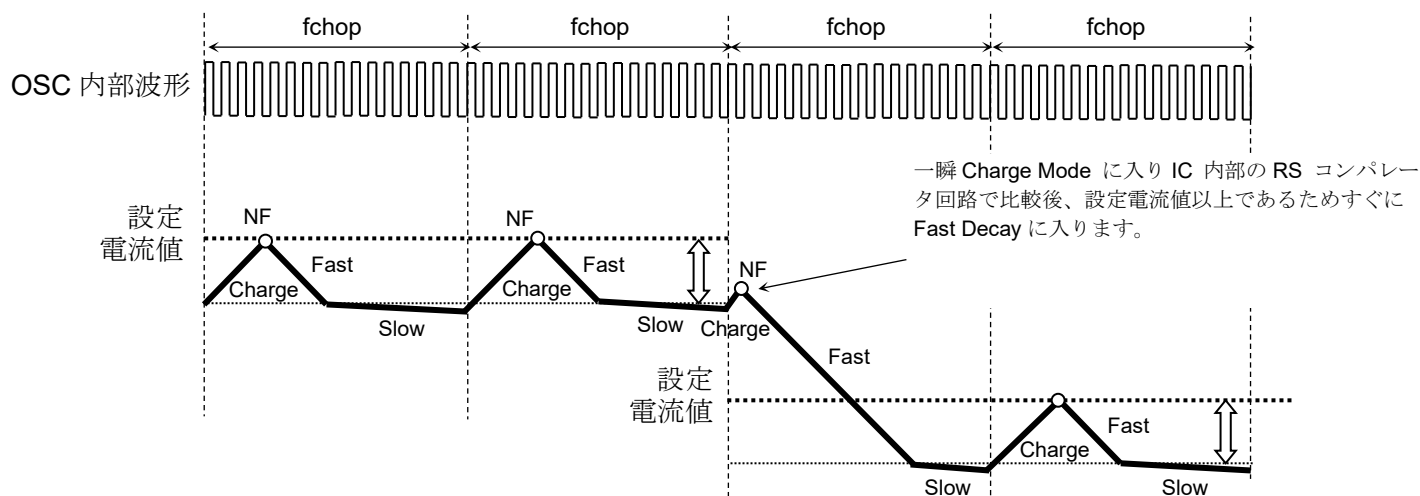 fchop
fchop
fchop
fchop
OSC 内部波形
一瞬 Charge Mode に入り IC 内部の RS コンパレー
タ回路で比較後、設定電流値以上であるためすぐに
Fast Decay に入ります。
設定
電流値
NF
Fast
Charge
Slow
NF
Fast
Charge
Slow
Charge
NF
Fast
Slow
設定
電流値
Charge
Fast
Slow